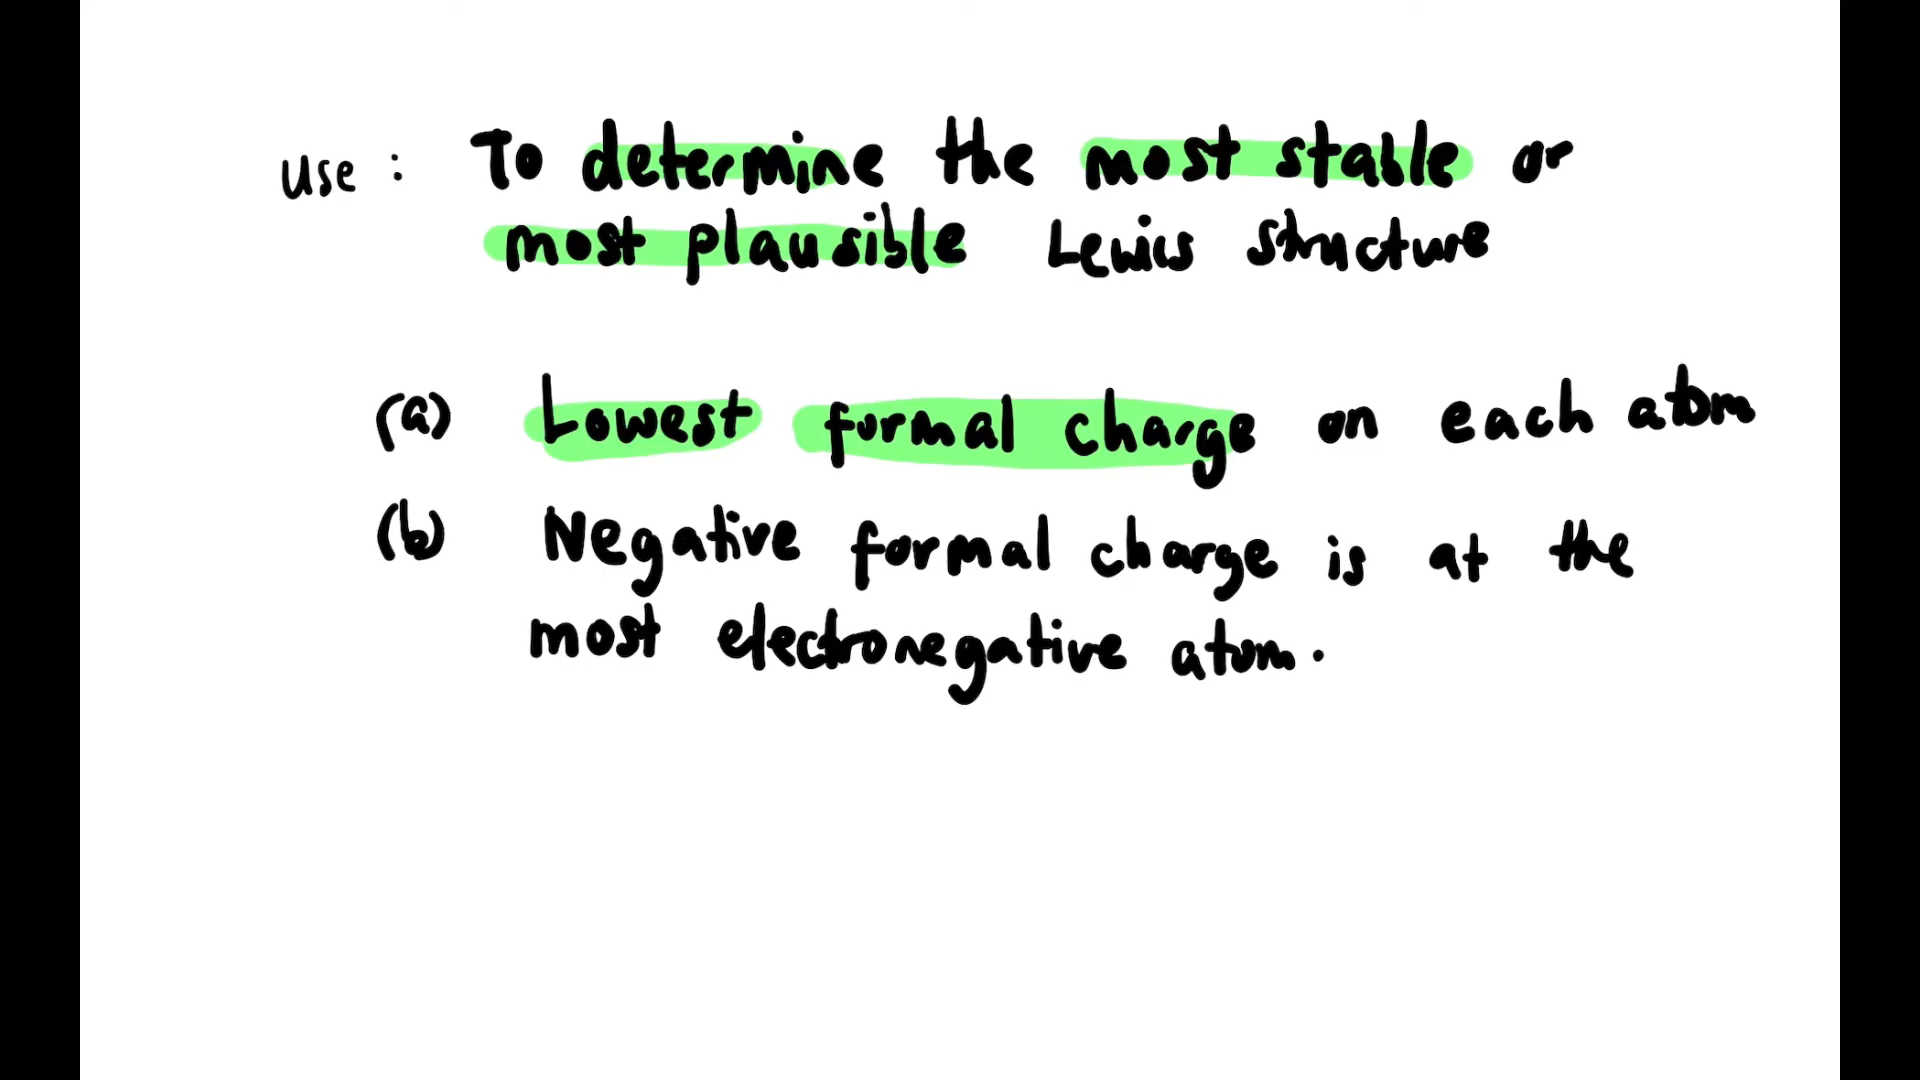 Use : To determine the most stable or
most plausible Lewis structure
(a) Lowest formal charge on each atom
(b) Negative formal charge is at the
most electronegative atom.